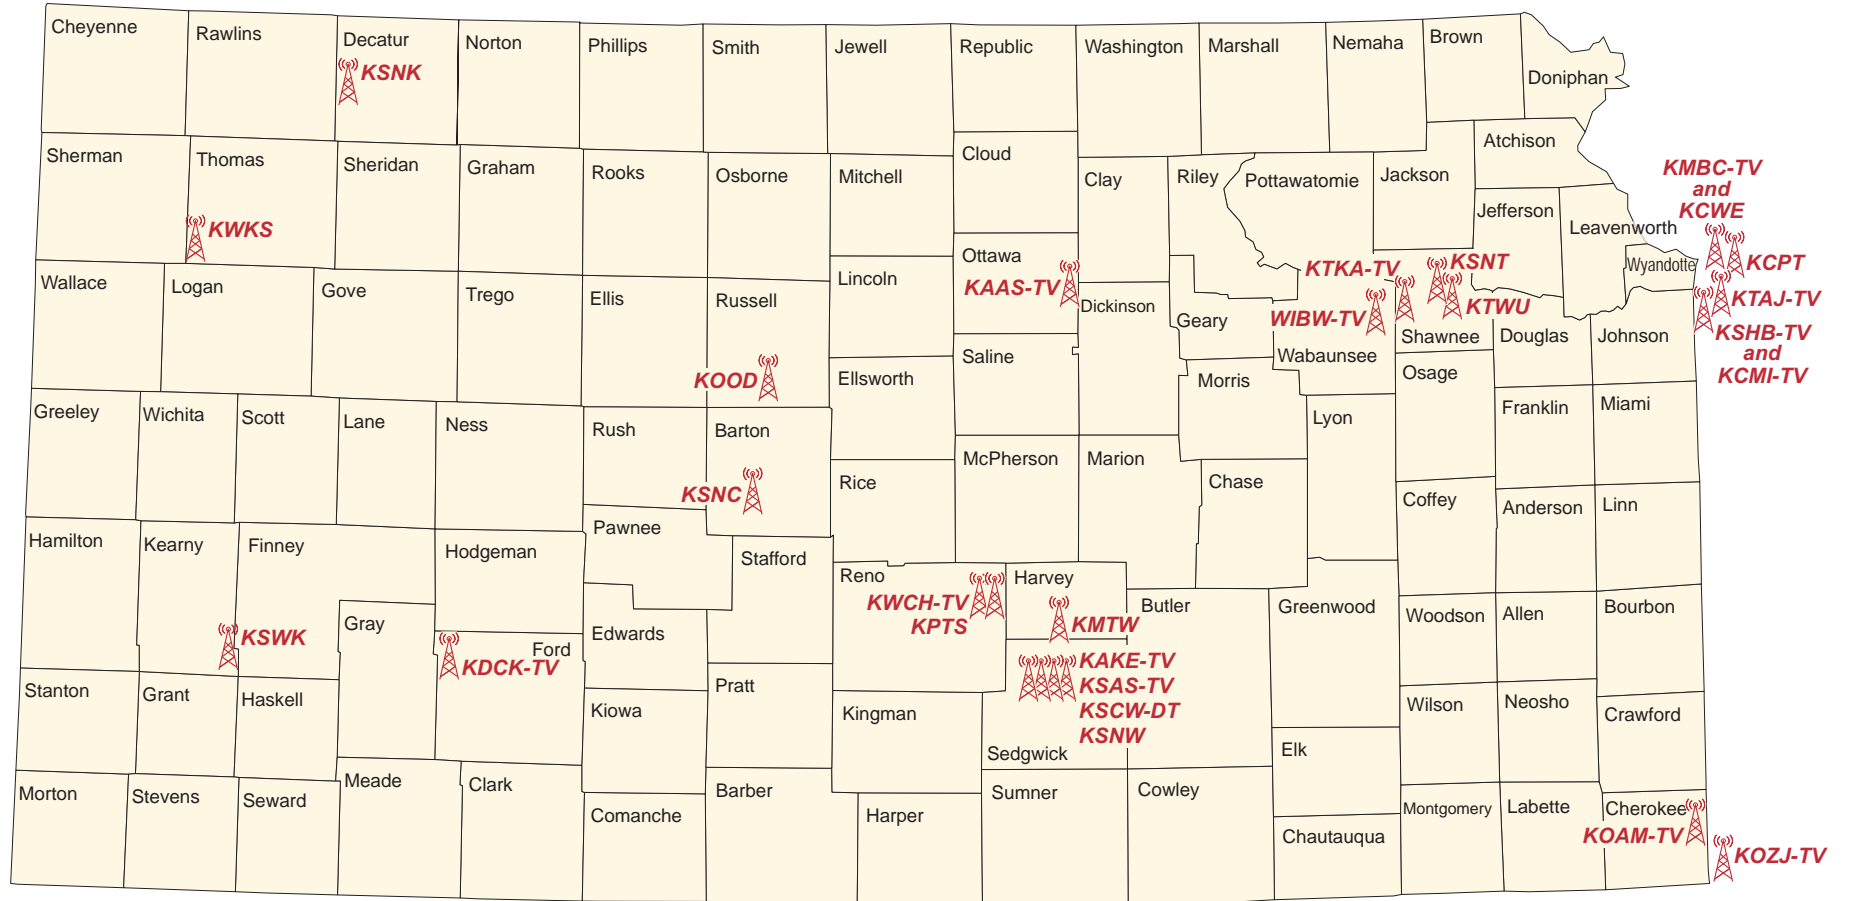 Cheyenne
Rawlins
Decatur
Norton
Phillips
Smith
Jewell
Republic
Washington
Marshall
Nemaha
Brown
Doniphan
KSNK
Sherman
Thomas
Sheridan
Graham
Rooks
Osborne
Mitchell
Cloud
Clay
Riley
Pottawatomie
Jackson
Atchison
Jefferson
Leavenworth
Wyandotte
KMBC-TV
and
KCWE
KCPT
KTAJ-TV
KSHB-TV
and
KCMI-TV
KWKS
Wallace
Logan
Gove
Trego
Ellis
Russell
Lincoln
Ottawa
KAAS-TV
Dickinson
Geary
KTKA-TV
KSNT
KTWU
WIBW-TV
Wabaunsee
Shawnee
Douglas
Johnson
KOOD
Saline
Ellsworth
Morris
Osage
Greeley
Wichita
Scott
Lane
Ness
Rush
Barton
Lyon
Franklin
Miami
KSNC
Rice
McPherson
Marion
Chase
Coffey
Anderson
Linn
Hamilton
Kearny
Finney
Hodgeman
Pawnee
Stafford
Reno
Harvey
Butler
Greenwood
Woodson
Allen
Bourbon
KWCH-TV
KPTS
KMTW
KSWK
Gray
Ford
KDCK-TV
Edwards
KAKE-TV
KSAS-TV
KSCW-DT
KSNW
Stanton
Grant
Haskell
Kiowa
Pratt
Kingman
Sedgwick
Elk
Wilson
Neosho
Crawford
Morton
Stevens
Seward
Meade
Clark
Comanche
Barber
Harper
Sumner
Cowley
Chautauqua
Montgomery
Labette
Cherokee
KOAM-TV
KOZJ-TV